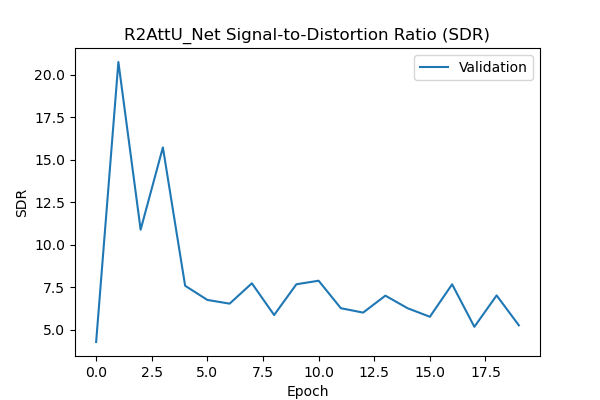 R2AttU_Net Signal-to-Distortion Ratio (SDR)
Validation
20.0
17.5
15.0
12.5
10.0
7.5
5.0
SDR
0.0 2.5 5.0 7.5 10.0 12.5 15.0 17.5
Epoch